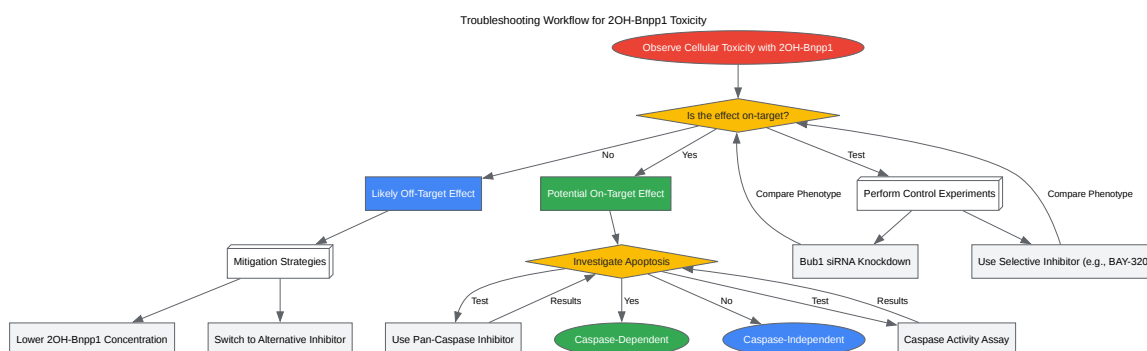 Troubleshooting Workflow for 2OH-Bnpp1 Toxicity
Observe Cellular Toxicity with 2OH-Bnpp1
Is the effect on-target?
No
Yes
Test
Likely Off-Target Effect
Potential On-Target Effect
Compare Phenotype
Perform Control Experiments
Compare Phenotype
Mitigation Strategies
Investigate Apoptosis
Bub1 siRNA Knockdown
Use Selective Inhibitor (e.g., BAY-320
Test
Results
Yes
No
Test
Results
Lower 2OH-Bnpp1 Concentration
Switch to Alternative Inhibitor
Use Pan-Caspase Inhibitor
Caspase-Dependent
Caspase-Independent
Caspase Activity Assay